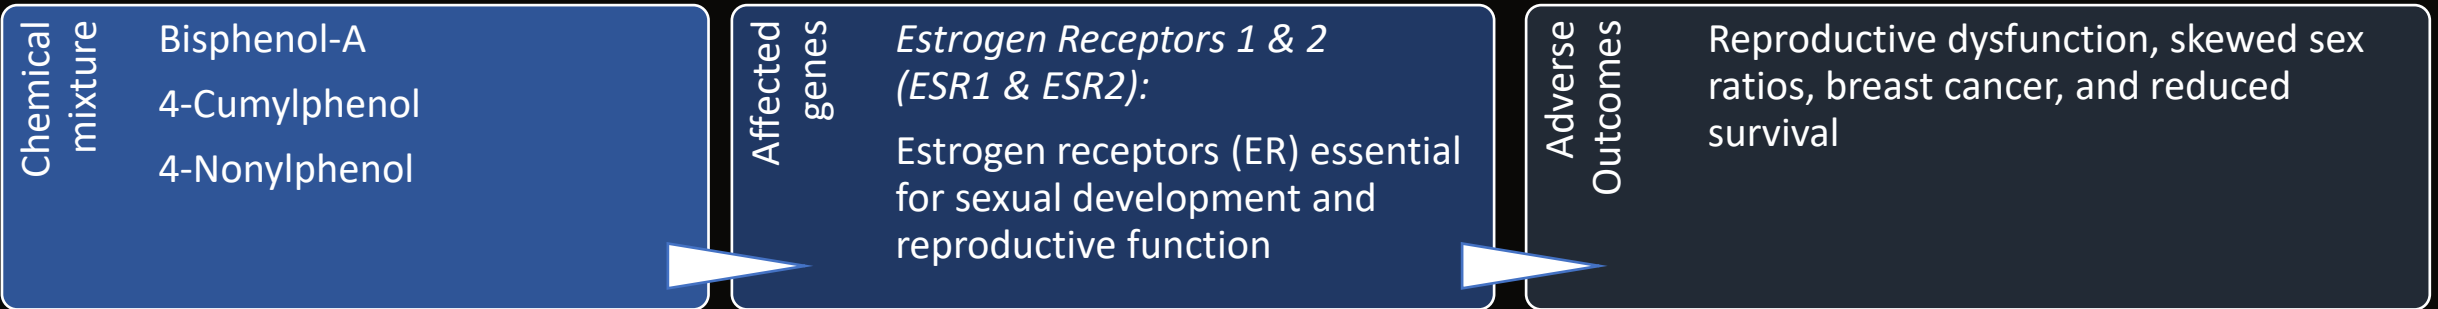 Chemical
mixture
Bisphenol-A
4-Cumylphenol
4-Nonylphenol
Affected
genes
Estrogen Receptors 1 & 2
(ESR1 & ESR2):
Estrogen receptors (ER) essential
for sexual development and
reproductive function
Adverse
Outcomes
Reproductive dysfunction, skewed sex
ratios, breast cancer, and reduced
survival